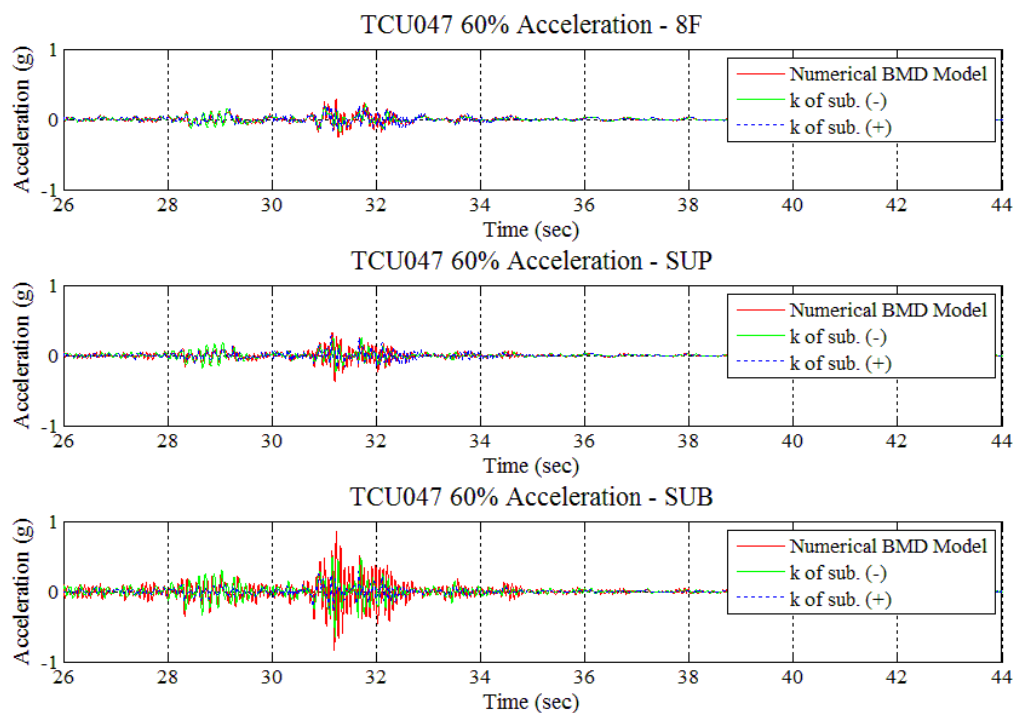 TCU047 60% Acceleration - 8F
Acceleration (g)
1
0
-1
Numerical BMD Model
k of sub. (-)
k of sub. (+)
26 28 30 32 34 36 38 40 42 44
Time (sec)
TCU047 60% Acceleration - SUP
Acceleration (g)
1
0
-1
Numerical BMD Model
k of sub. (-)
k of sub. (+)
26 28 30 32 34 36 38 40 42 44
Time (sec)
TCU047 60% Acceleration - SUB
Acceleration (g)
1
0
-1
Numerical BMD Model
k of sub. (-)
k of sub. (+)
26 28 30 32 34 36 38 40 42 44
Time (sec)